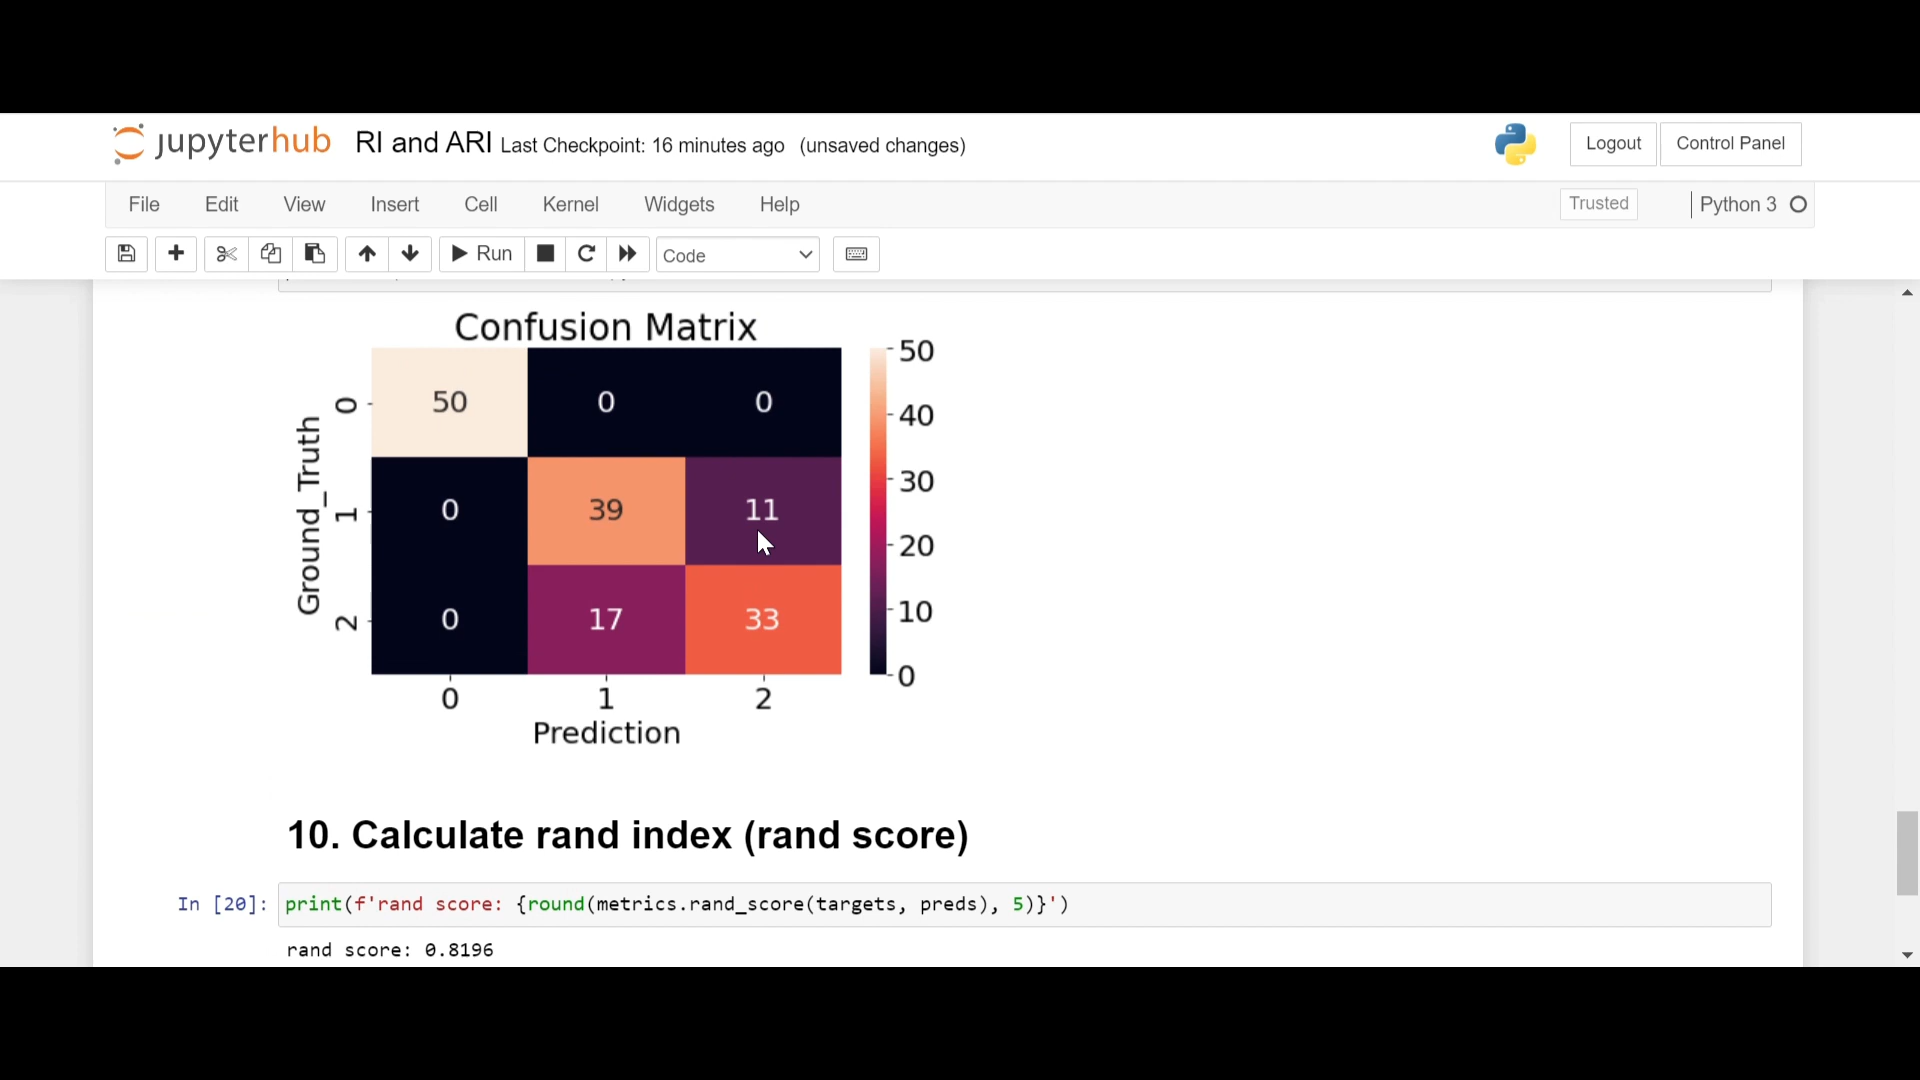 jupyterhub RI and ARI Last Checkpoint: 16 minutes ago (unsaved changes) Logout Control Panel
File Edit View Insert Cell Kernel Widgets Help Trusted Python 3
Run Code
Confusion Matrix
50 0 0
0 39 11
0 17 33
0
1
2
Ground_Truth
0 1 2
Prediction
50
40
30
20
10
0
10. Calculate rand index (rand score)
In [20]: print(f'rand score: {round(metrics.rand_score(targets, preds), 5)}')
rand score: 0.8196